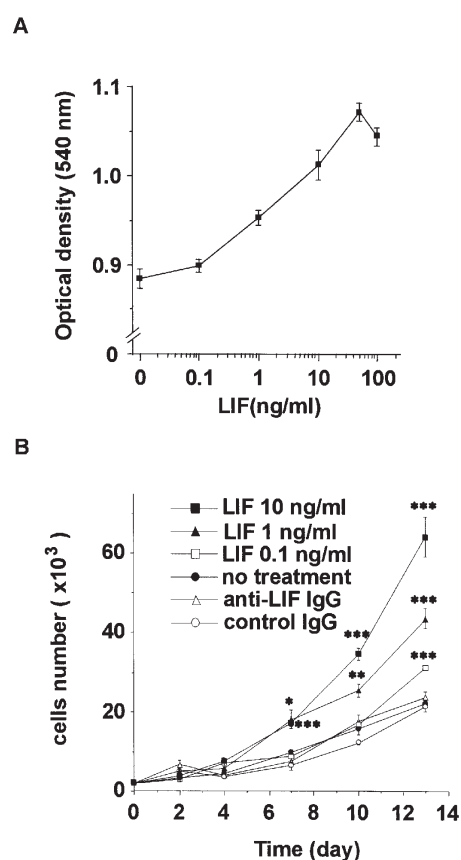 A
Optical density (540 nm)
1.1
1.0
0.9
0
0 0.1 1 10 100
LIF(ng/ml)
B
cells number ( x10³)
60
40
20
0
LIF 10 ng/ml
LIF 1 ng/ml
LIF 0.1 ng/ml
no treatment
anti-LIF IgG
control IgG
***
***
***
***
**
*
***
0 2 4 6 8 10 12 14
Time (day)